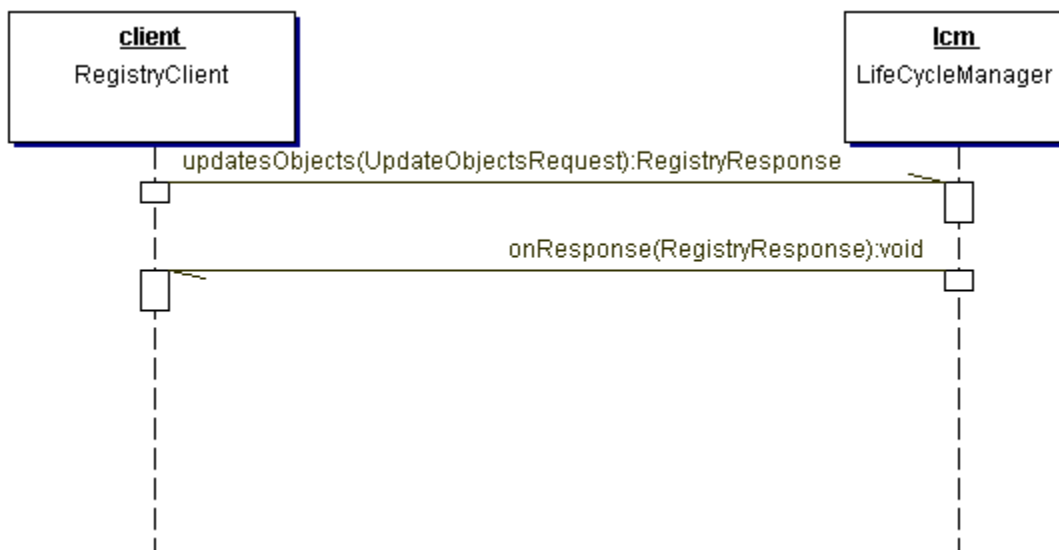 client
RegistryClient
lcm
LifeCycleManager
updatesObjects(UpdateObjectsRequest):RegistryResponse
onResponse(RegistryResponse):void